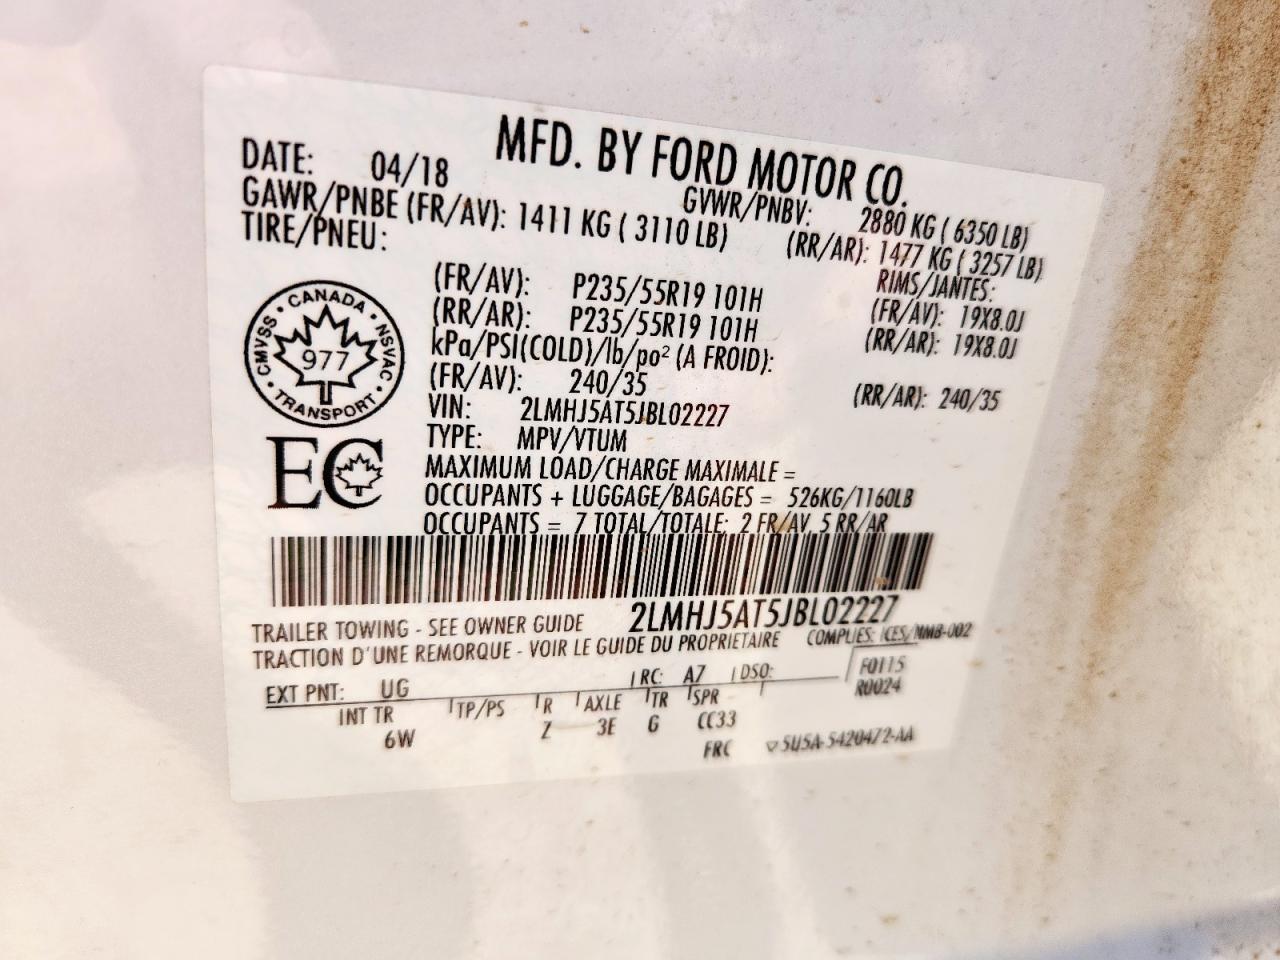 MFD. BY FORD MOTOR CO.
DATE: 04/18 GVWR/PNBV: 2880 KG ( 6350 LB)
GAWR/PNBE (FR/AV): 1411 KG ( 3110 LB) (RR/AR): 1477 KG ( 3257 LB)
TIRE/PNEU: RIMS/JANTES:
(FR/AV): P235/55R19 101H (FR/AV): 19X8.0J
(RR/AR): P235/55R19 101H (RR/AR): 19X8.0J
kPa/PSI(COLD)/lb/po² (A FROID):
(FR/AV): 240/35 (RR/AR): 240/35
VIN: 2LMHJ5AT5JBL02227
TYPE: MPV/VTUM
MAXIMUM LOAD/CHARGE MAXIMALE =
OCCUPANTS + LUGGAGE/BAGAGES = 526KG/1160LB
OCCUPANTS = 7 TOTAL/TOTALE: 2 FR/AV 5 RR/AR
CANADA · NSVAC · TRANSPORT · CMVSS ·
977
EC
2LMHJ5AT5JBL02227
TRAILER TOWING - SEE OWNER GUIDE
TRACTION D'UNE REMORQUE - VOIR LE GUIDE DU PROPRIETAIRE COMPLIES: ICES/NMB-002
EXT PNT: UG RC: A7 DSO: F0115
R0024
INT TR TP/PS R AXLE TR SPR
6W Z 3E G CC33
FRC ▽5U5A-5420472-AA